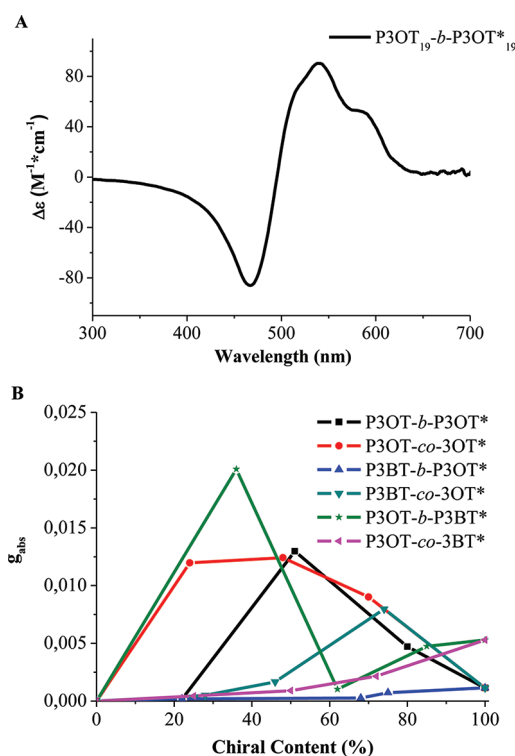 A
P3OT19-b-P3OT*19
Δε (M-1*cm-1)
80
40
0
-40
-80
300 400 500 600 700
Wavelength (nm)
B
P3OT-b-P3OT*
P3OT-co-3OT*
P3BT-b-P3OT*
P3BT-co-3OT*
P3OT-b-P3BT*
P3OT-co-3BT*
gabs
0,025
0,020
0,015
0,010
0,005
0,000
0 20 40 60 80 100
Chiral Content (%)